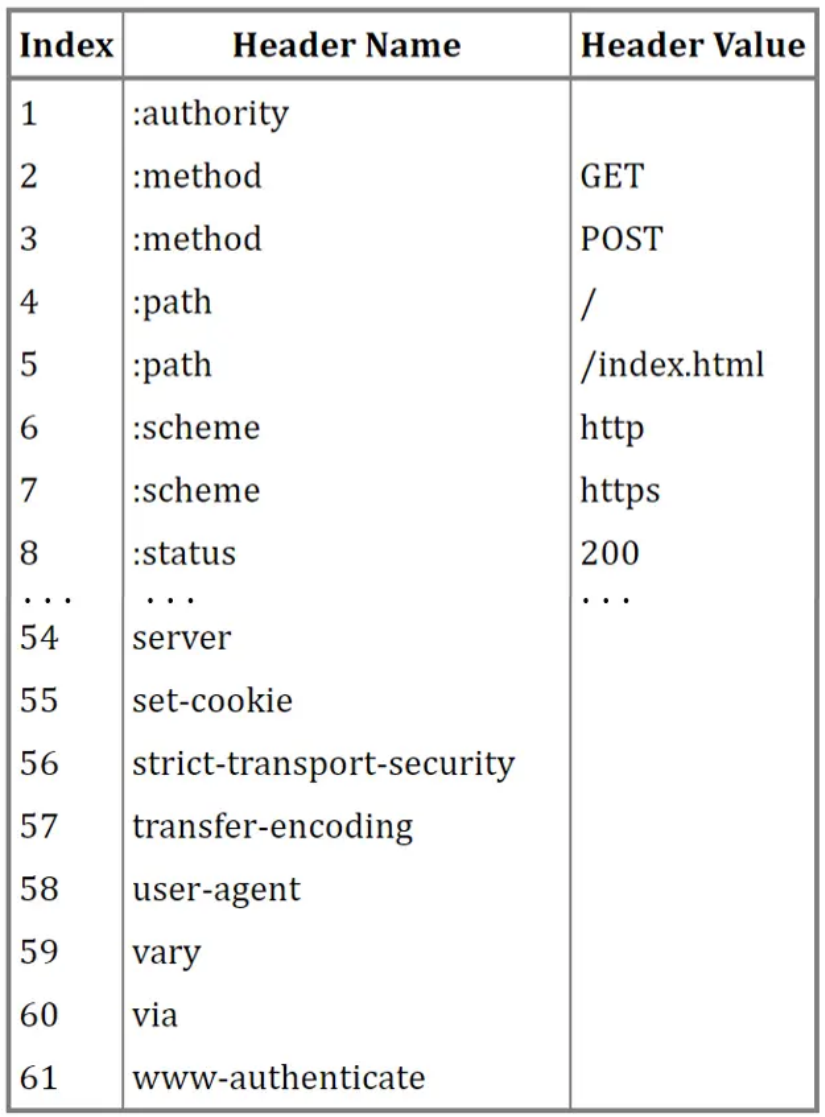 Index Header Name Header Value
1 :authority
2 :method GET
3 :method POST
4 :path /
5 :path /index.html
6 :scheme http
7 :scheme https
8 :status 200
... ... ...
54 server
55 set-cookie
56 strict-transport-security
57 transfer-encoding
58 user-agent
59 vary
60 via
61 www-authenticate